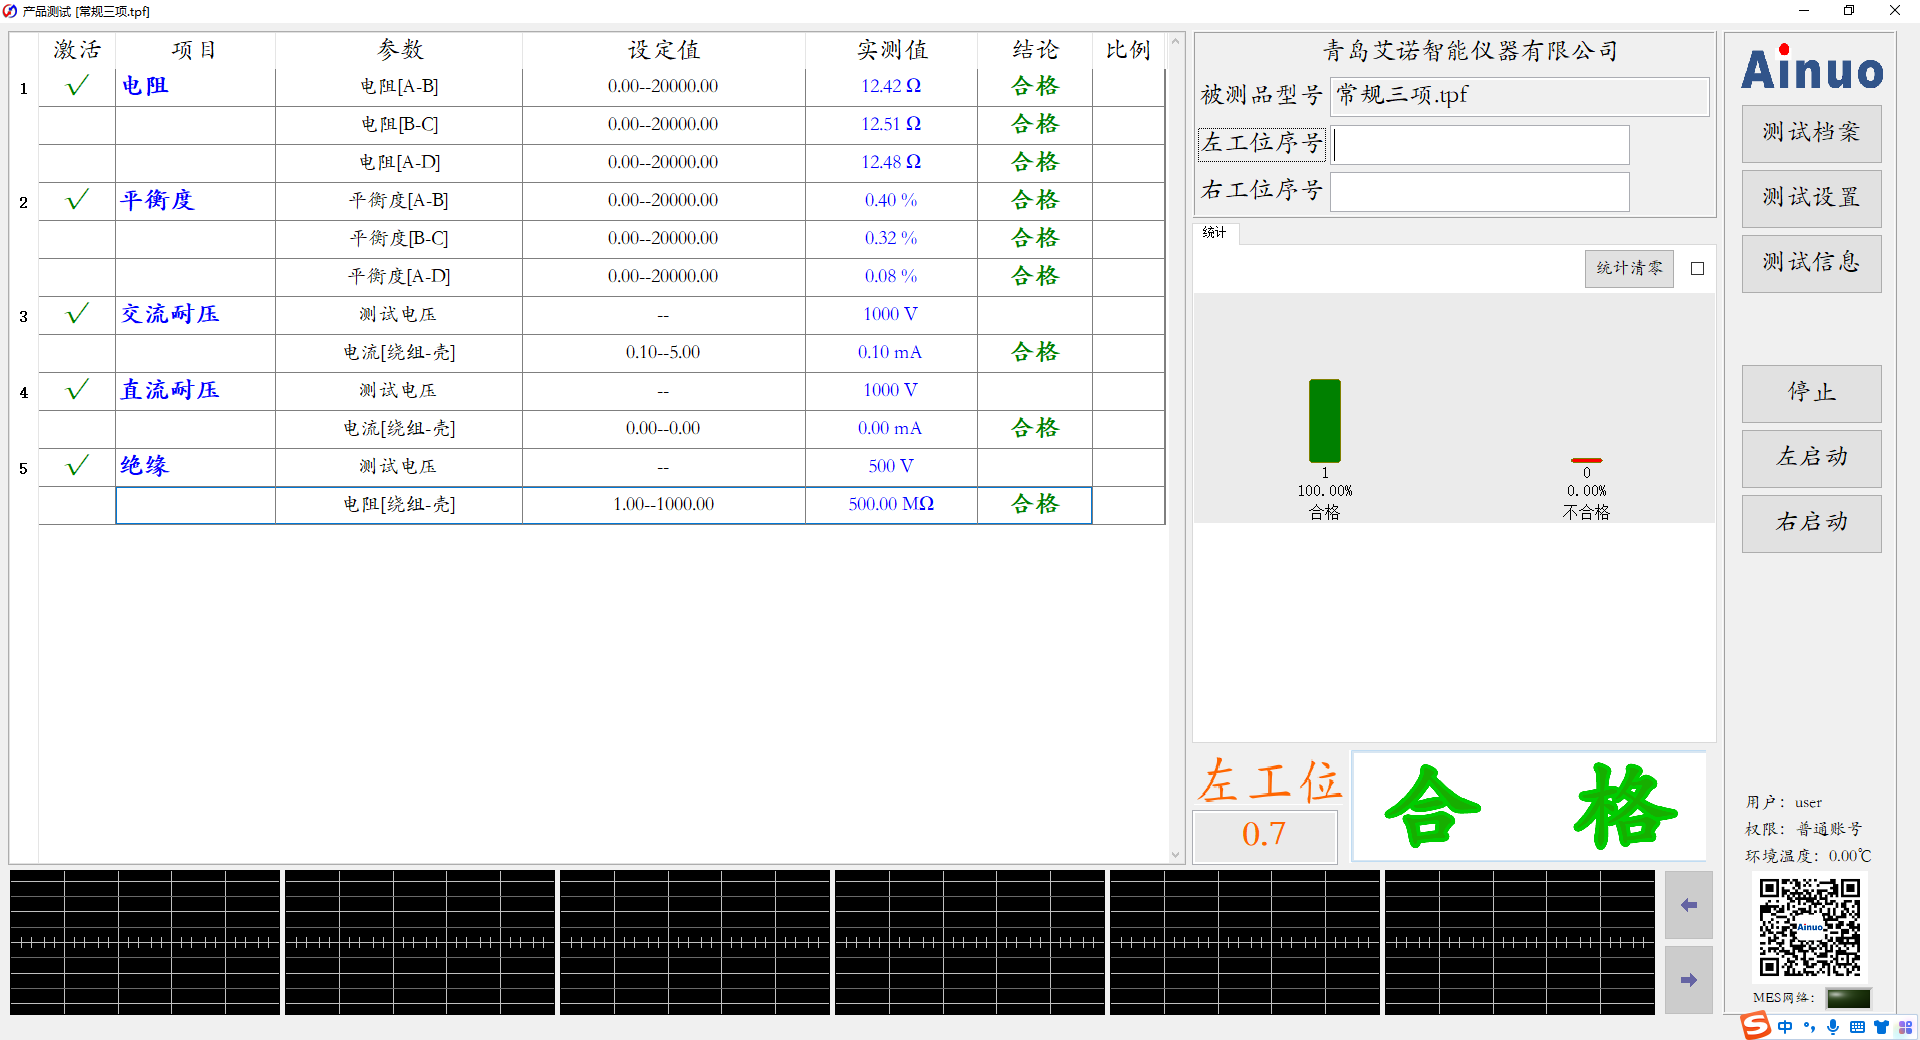 产品测试 [常规三项.tpf]
激活 项目 参数 设定值 实测值 结论 比例
1 √ 电阻 电阻[A-B] 0.00--20000.00 12.42 Ω 合格
电阻[B-C] 0.00--20000.00 12.51 Ω 合格
电阻[A-D] 0.00--20000.00 12.48 Ω 合格
2 √ 平衡度 平衡度[A-B] 0.00--20000.00 0.40 % 合格
平衡度[B-C] 0.00--20000.00 0.32 % 合格
平衡度[A-D] 0.00--20000.00 0.08 % 合格
3 √ 交流耐压 测试电压 -- 1000 V
电流[绕组-壳] 0.10--5.00 0.10 mA 合格
4 √ 直流耐压 测试电压 -- 1000 V
电流[绕组-壳] 0.00--0.00 0.00 mA 合格
5 √ 绝缘 测试电压 -- 500 V
电阻[绕组-壳] 1.00--1000.00 500.00 MΩ 合格
青岛艾诺智能仪器有限公司
被测品型号 常规三项.tpf
左工位序号
右工位序号
统计
统计清零
1
100.00%
合格
0
0.00%
不合格
左工位
0.7
合 格
Ainuo
测试档案
测试设置
测试信息
停止
左启动
右启动
用户: user
权限: 普通账号
环境温度: 0.00℃
Ainuo
MES网络:
S 中